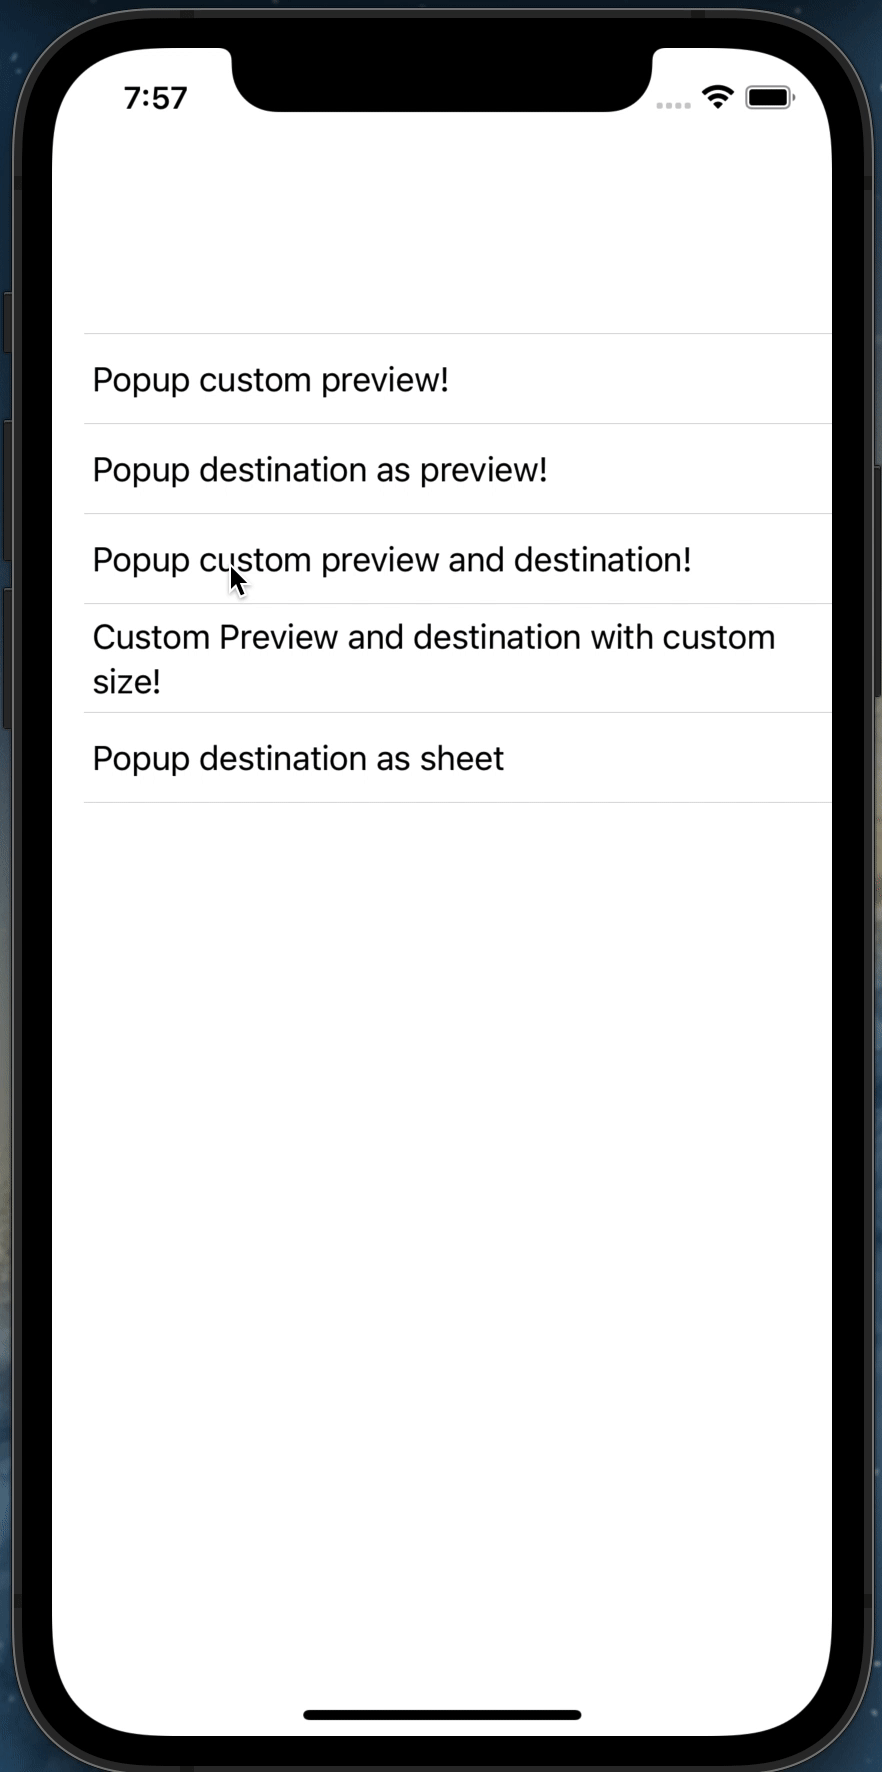 7:57
Popup custom preview!
Popup destination as preview!
Popup custom preview and destination!
Custom Preview and destination with custom
size!
Popup destination as sheet